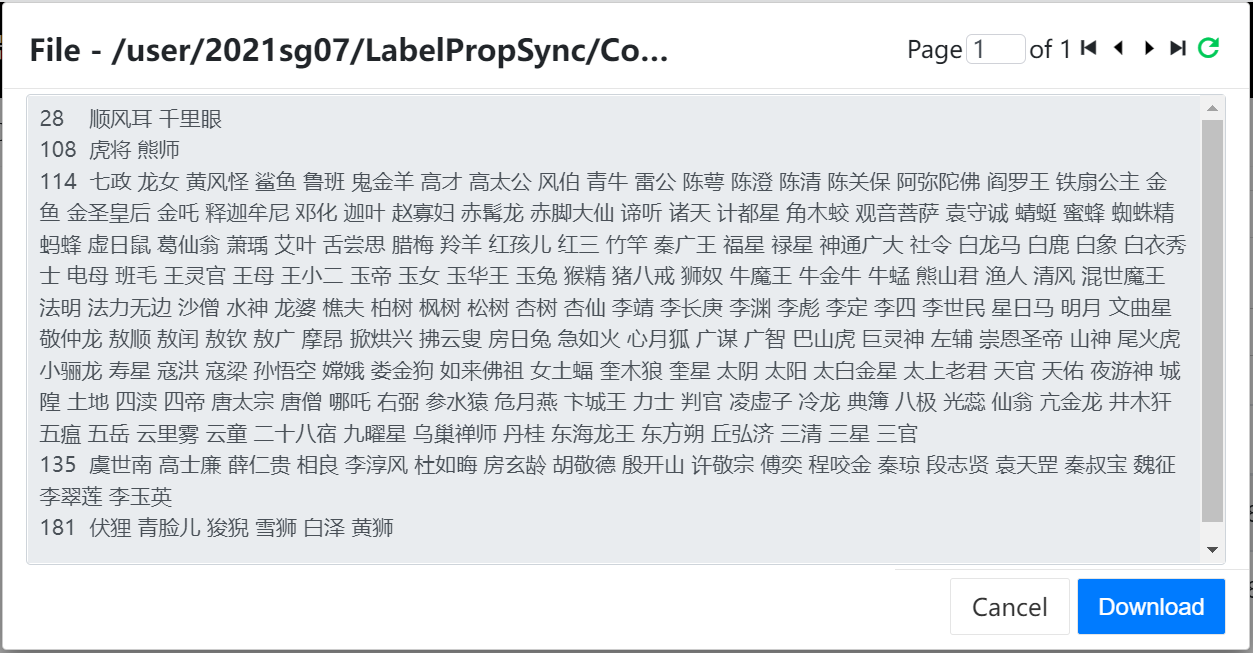 File - /user/2021sg07/LabelPropSync/Co...
Page 1 of 1
28 顺风耳 千里眼
108 虎将 熊师
114 七政 龙女 黄风怪 鲨鱼 鲁班 鬼金羊 高才 高太公 风伯 青牛 雷公 陈萼 陈澄 陈清 陈关保 阿弥陀佛 阎罗王 铁扇公主 金
鱼 金圣皇后 金吒 释迦牟尼 邓化 迦叶 赵寡妇 赤髯龙 赤脚大仙 谛听 诸天 计都星 角木蛟 观音菩萨 袁守诚 蜻蜓 蜜蜂 蜘蛛精
蚂蜂 虚日鼠 葛仙翁 萧瑀 艾叶 舌尝思 腊梅 羚羊 红孩儿 红三 竹竿 秦广王 福星 禄星 神通广大 社令 白龙马 白鹿 白象 白衣秀
士 电母 班毛 王灵官 王母 王小二 玉帝 玉女 玉华王 玉兔 猴精 猪八戒 狮奴 牛魔王 牛金牛 牛蜢 熊山君 渔人 清风 混世魔王
法明 法力无边 沙僧 水神 龙婆 樵夫 柏树 枫树 松树 杏树 杏仙 李靖 李长庚 李渊 李彪 李定 李四 李世民 星日马 明月 文曲星
敬仲龙 敖顺 敖闰 敖钦 敖广 摩昂 掀烘兴 拂云叟 房日兔 急如火 心月狐 广谋 广智 巴山虎 巨灵神 左辅 崇恩圣帝 山神 尾火虎
小骊龙 寿星 寇洪 寇梁 孙悟空 嫦娥 娄金狗 如来佛祖 女土蝠 奎木狼 奎星 太阴 太阳 太白金星 太上老君 天官 天佑 夜游神 城
隍 土地 四渎 四帝 唐太宗 唐僧 哪吒 右弼 参水猿 危月燕 卞城王 力士 判官 凌虚子 冷龙 典簿 八极 光蕊 仙翁 亢金龙 井木犴
五瘟 五岳 云里雾 云童 二十八宿 九曜星 乌巢禅师 丹桂 东海龙王 东方朔 丘弘济 三清 三星 三官
135 虞世南 高士廉 薛仁贵 相良 李淳风 杜如晦 房玄龄 胡敬德 殷开山 许敬宗 傅奕 程咬金 秦琼 段志贤 袁天罡 秦叔宝 魏征
李翠莲 李玉英
181 伏狸 青脸儿 狻猊 雪狮 白泽 黄狮
Cancel Download